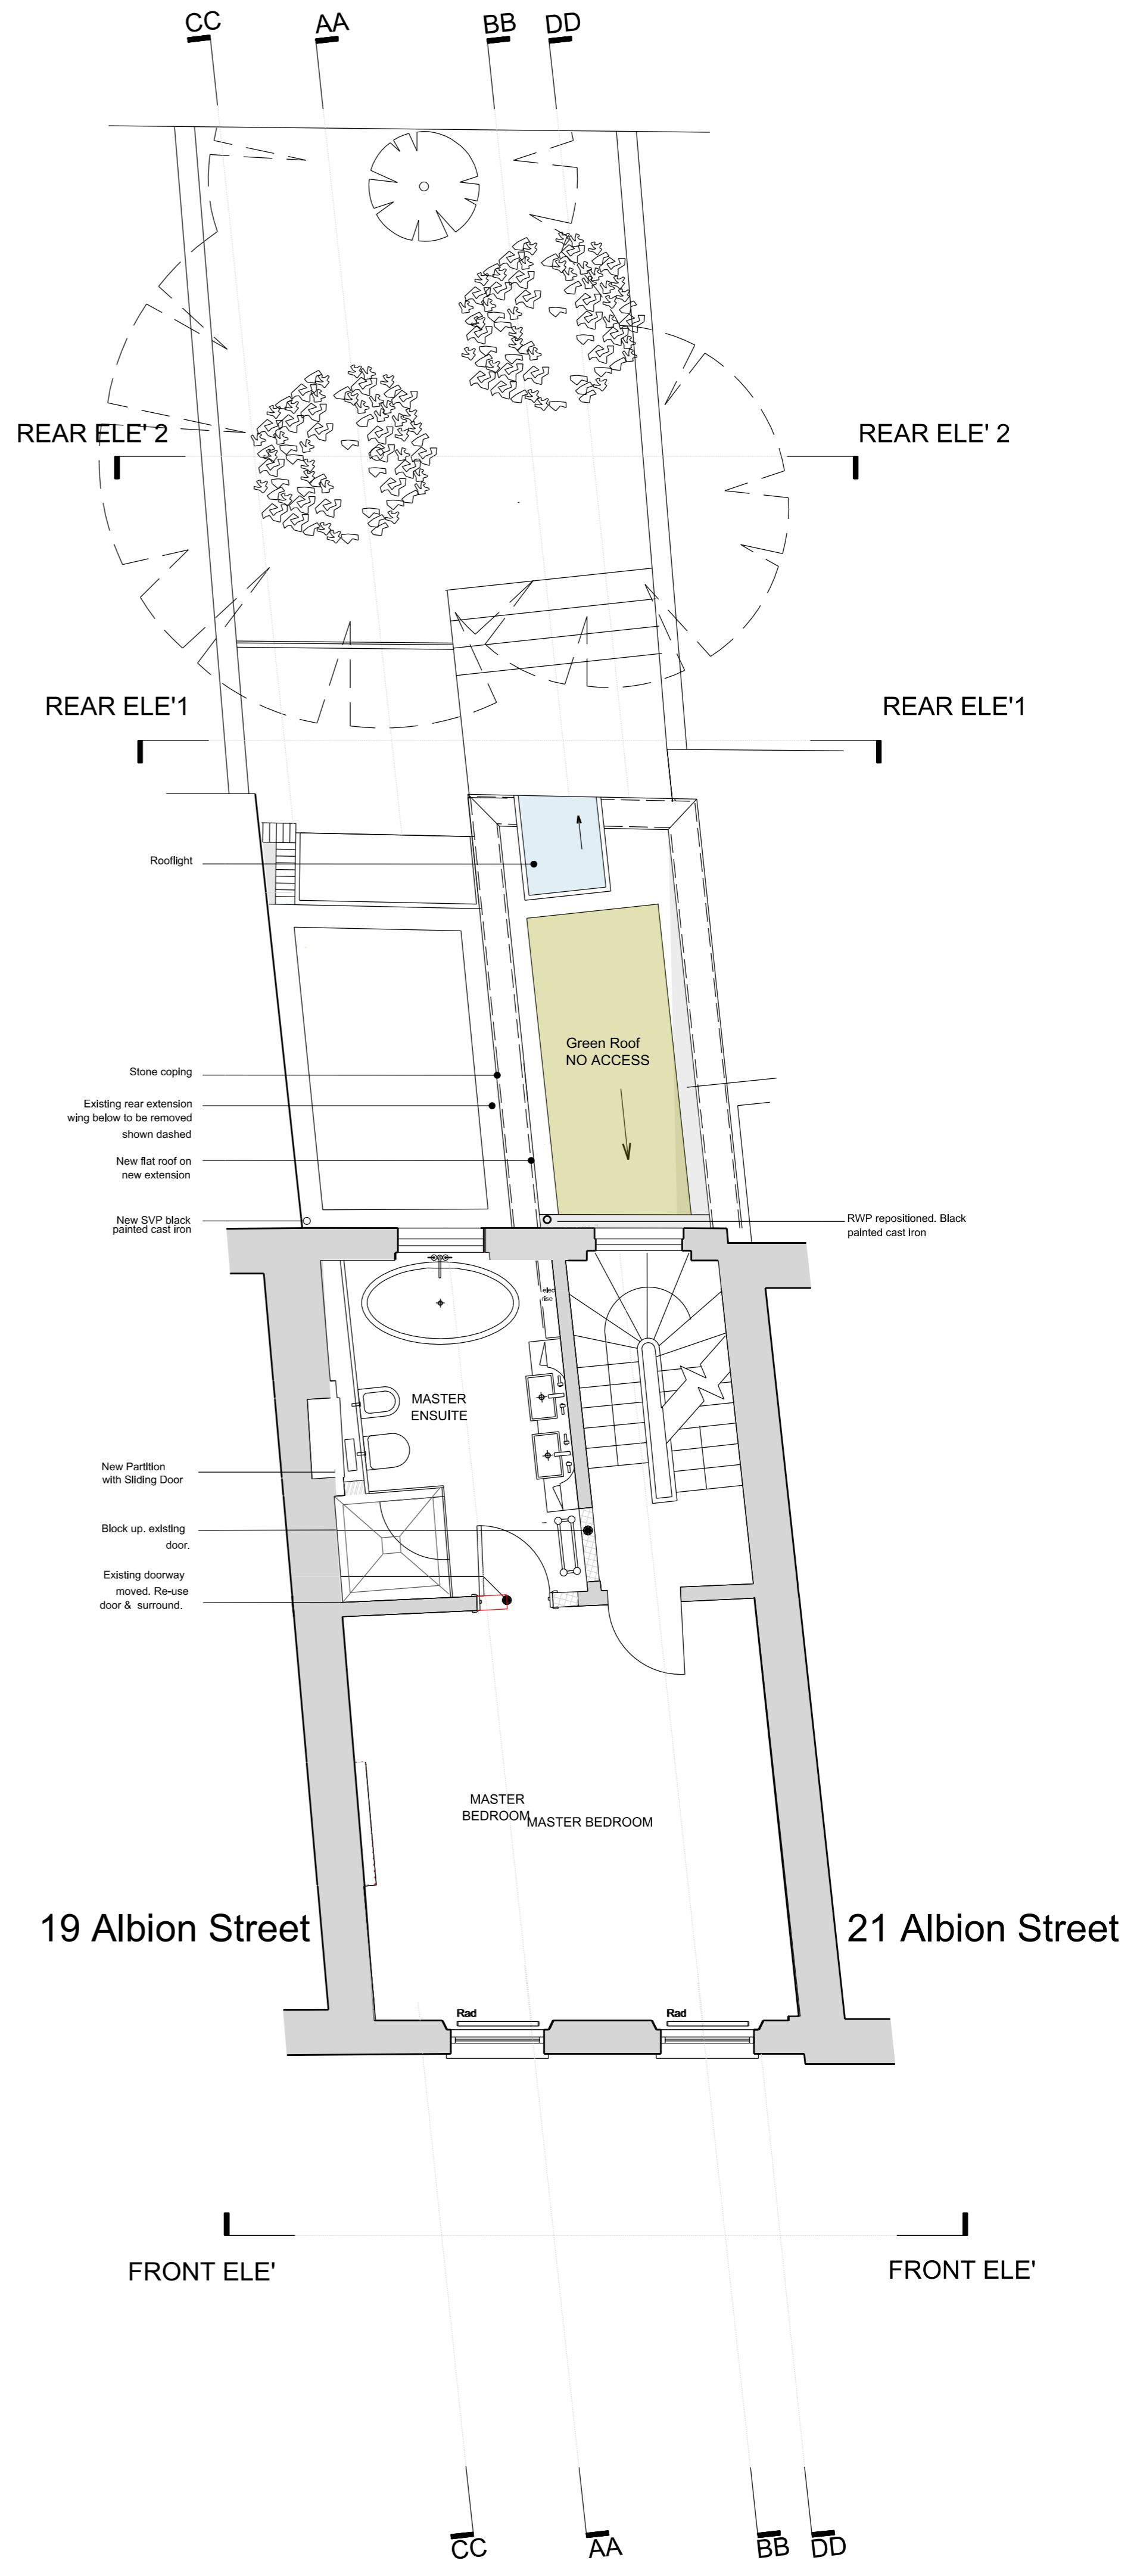 CC
AA
BB
DD
REAR ELE' 2
REAR ELE' 2
REAR ELE'1
REAR ELE'1
Rooflight
Green Roof
NO ACCESS
Stone coping
Existing rear extension
wing below to be removed
shown dashed
New flat roof on
new extension
New SVP black
painted cast iron
RWP repositioned. Black
painted cast iron
elec
rise
MASTER
ENSUITE
New Partition
with Sliding Door
Block up. existing
door.
Existing doorway
moved. Re-use
door & surround.
MASTER
BEDROOM
MASTER BEDROOM
19 Albion Street
21 Albion Street
Rad
Rad
FRONT ELE'
FRONT ELE'
CC
AA
BB
DD